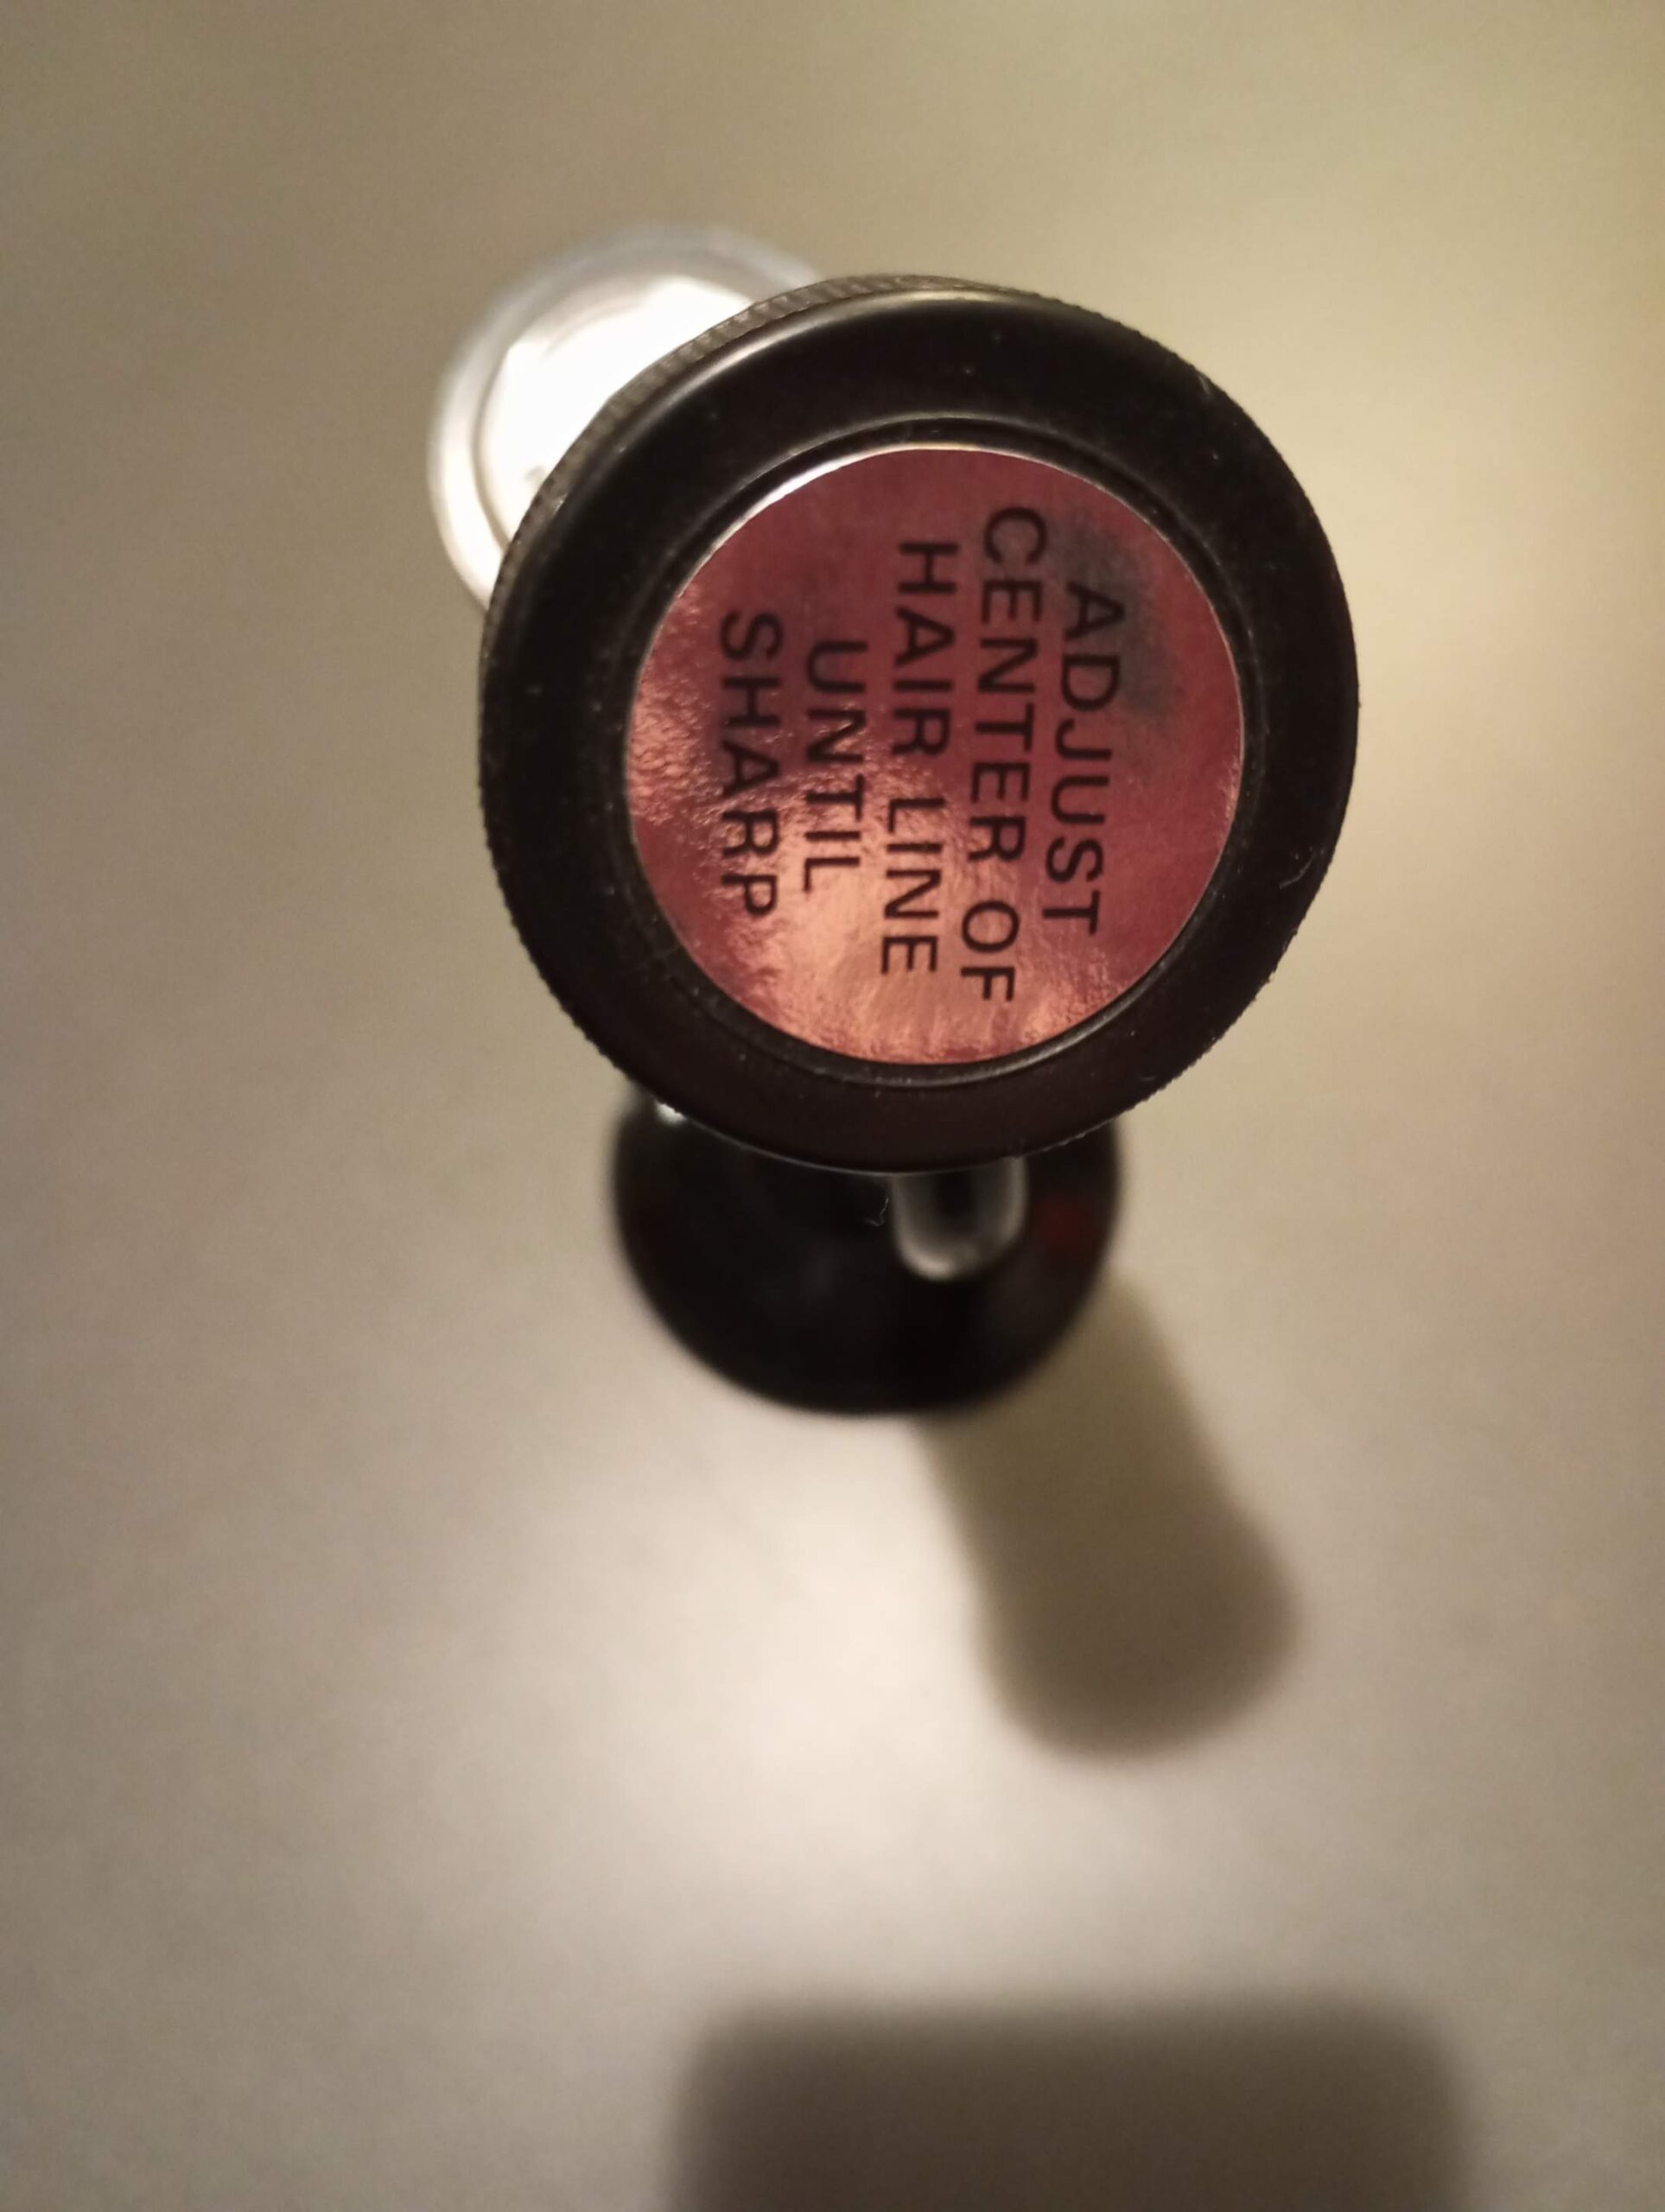 ADJUST
CENTER OF
HAIR LINE
UNTIL
SHARP